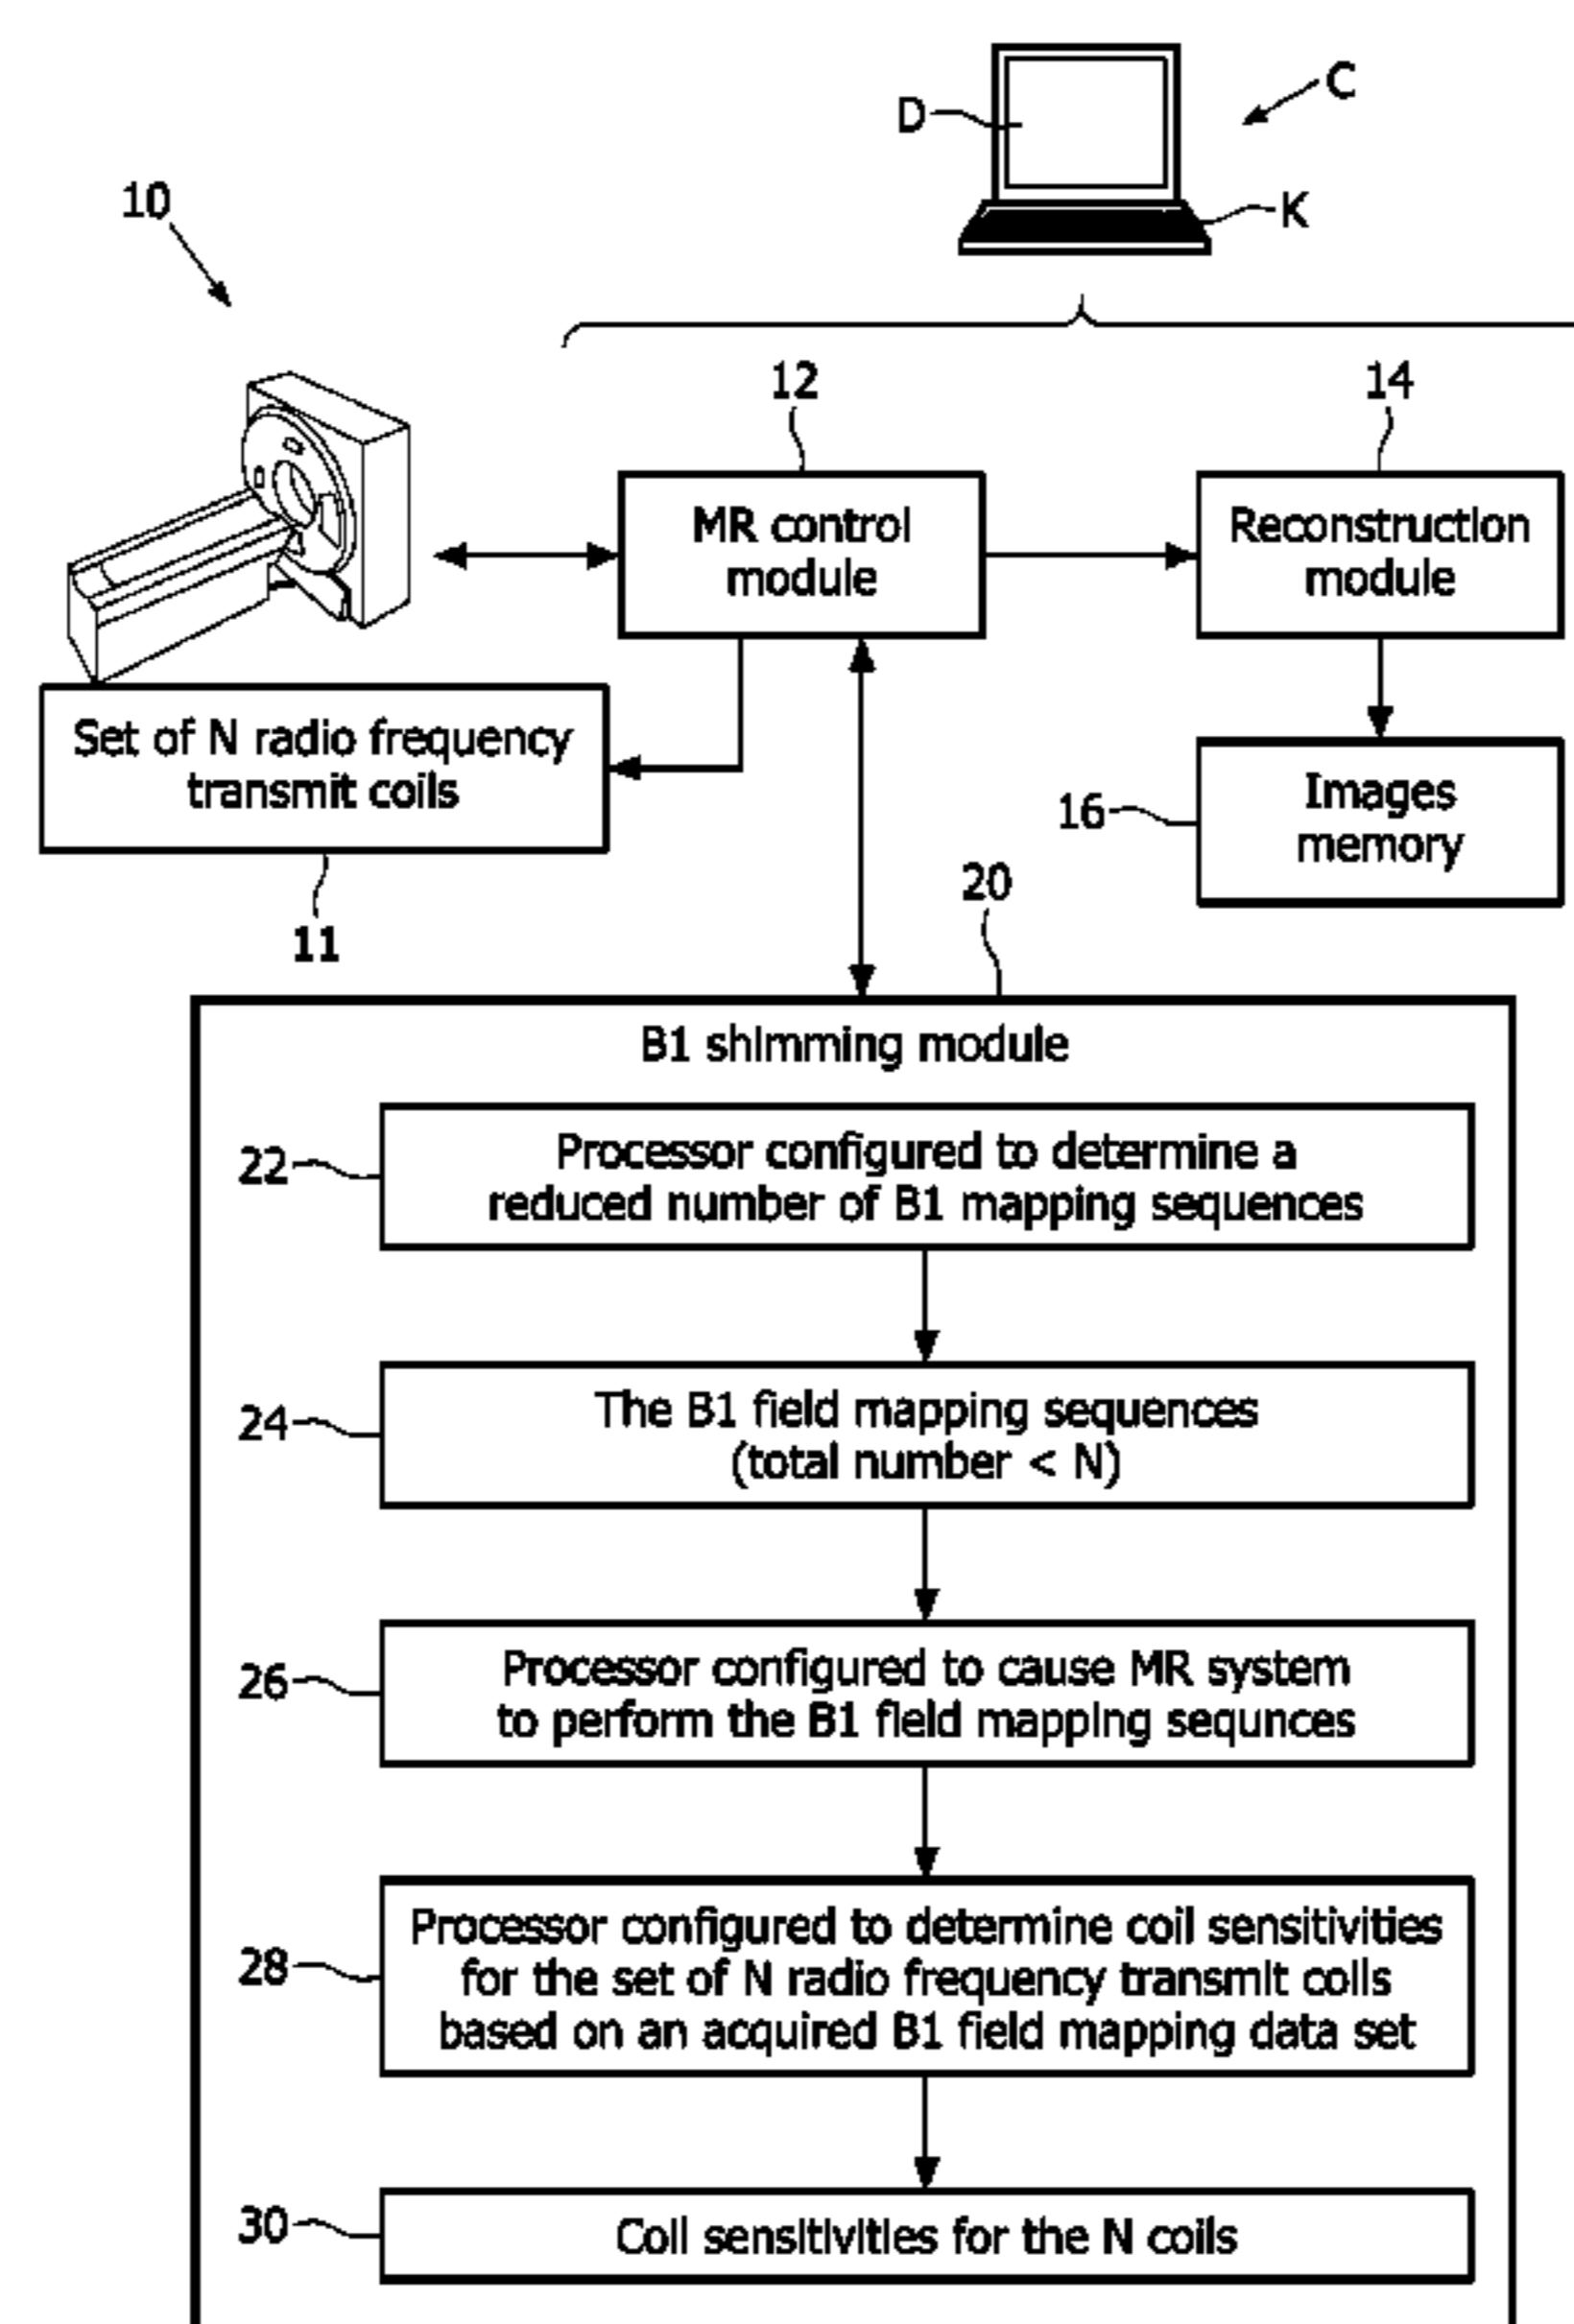 C
D
K
10
12
14
MR control
module
Reconstruction
module
Set of N radio frequency
transmit coils
11
16
Images
memory
20
B1 shimming module
22
Processor configured to determine a
reduced number of B1 mapping sequences
24
The B1 field mapping sequences
(total number < N)
26
Processor configured to cause MR system
to perform the B1 field mapping sequnces
28
Processor configured to determine coil sensitivities
for the set of N radio frequency transmit coils
based on an acquired B1 field mapping data set
30
Coil sensitivities for the N coils